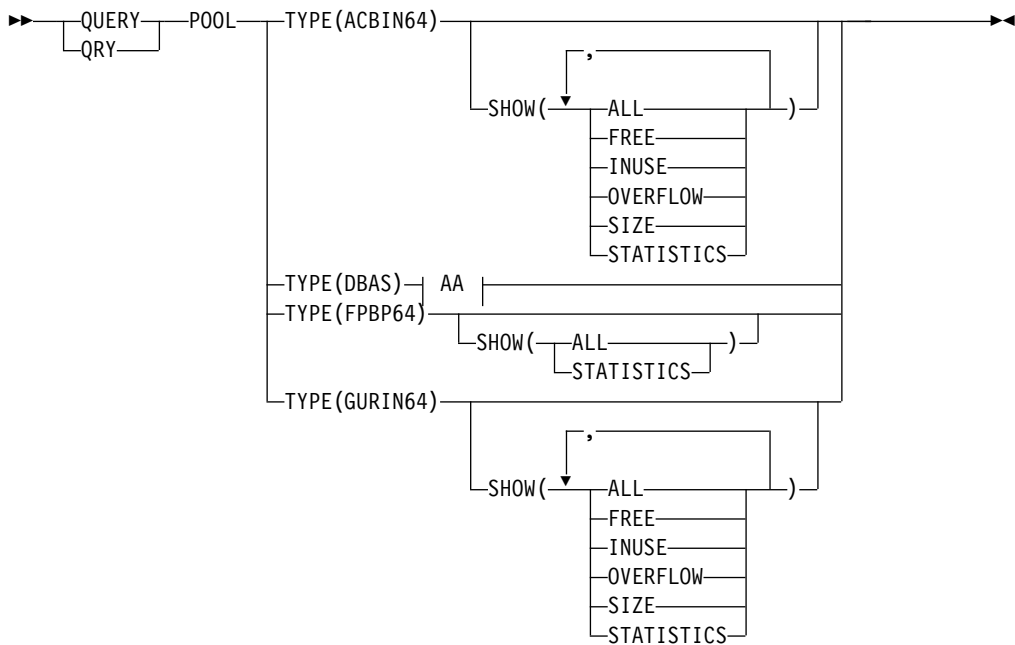 QUERY POOL TYPE(ACBIN64)
QRY
,
SHOW( ALL )
FREE
INUSE
OVERFLOW
SIZE
STATISTICS
TYPE(DBAS) AA
TYPE(FPBP64)
SHOW( ALL )
STATISTICS
TYPE(GURIN64)
,
SHOW( ALL )
FREE
INUSE
OVERFLOW
SIZE
STATISTICS